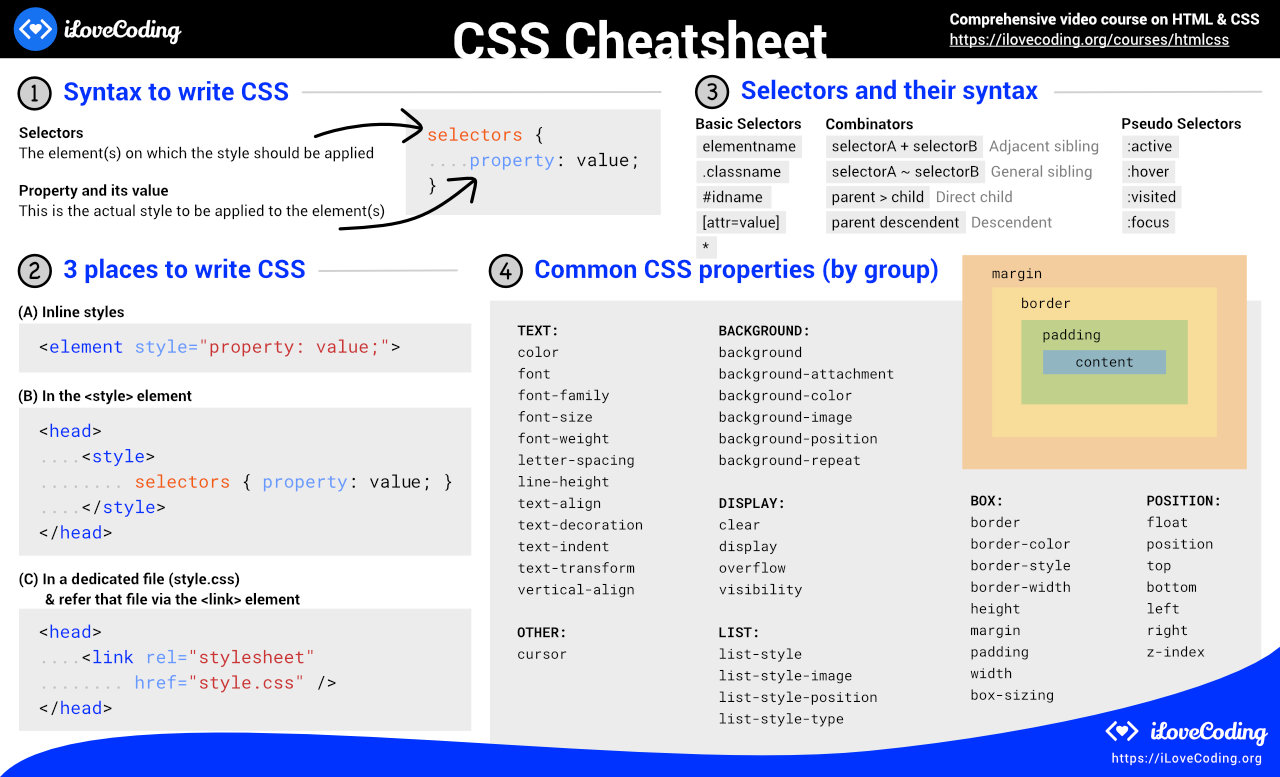 iLoveCoding
CSS Cheatsheet
Comprehensive video course on HTML & CSS
https://ilovecoding.org/courses/htmlcss
1 Syntax to write CSS
Selectors
The element(s) on which the style should be applied
Property and its value
This is the actual style to be applied to the element(s)
selectors {
....property: value;
}
2 3 places to write CSS
(A) Inline styles
<element style="property: value;">
(B) In the <style> element
<head>
....<style>
........ selectors { property: value; }
....</style>
</head>
(C) In a dedicated file (style.css)
& refer that file via the <link> element
<head>
....<link rel="stylesheet"
........ href="style.css" />
</head>
3 Selectors and their syntax
Basic Selectors
elementname
.classname
#idname
[attr=value]
*
Combinators
selectorA + selectorB Adjacent sibling
selectorA ~ selectorB General sibling
parent > child Direct child
parent descendent Descendent
Pseudo Selectors
:active
:hover
:visited
:focus
4 Common CSS properties (by group)
TEXT:
color
font
font-family
font-size
font-weight
letter-spacing
line-height
text-align
text-decoration
text-indent
text-transform
vertical-align
OTHER:
cursor
BACKGROUND:
background
background-attachment
background-color
background-image
background-position
background-repeat
DISPLAY:
clear
display
overflow
visibility
LIST:
list-style
list-style-image
list-style-position
list-style-type
margin
border
padding
content
BOX:
border
border-color
border-style
border-width
height
margin
padding
width
box-sizing
POSITION:
float
position
top
bottom
left
right
z-index
iLoveCoding
https://iLoveCoding.org